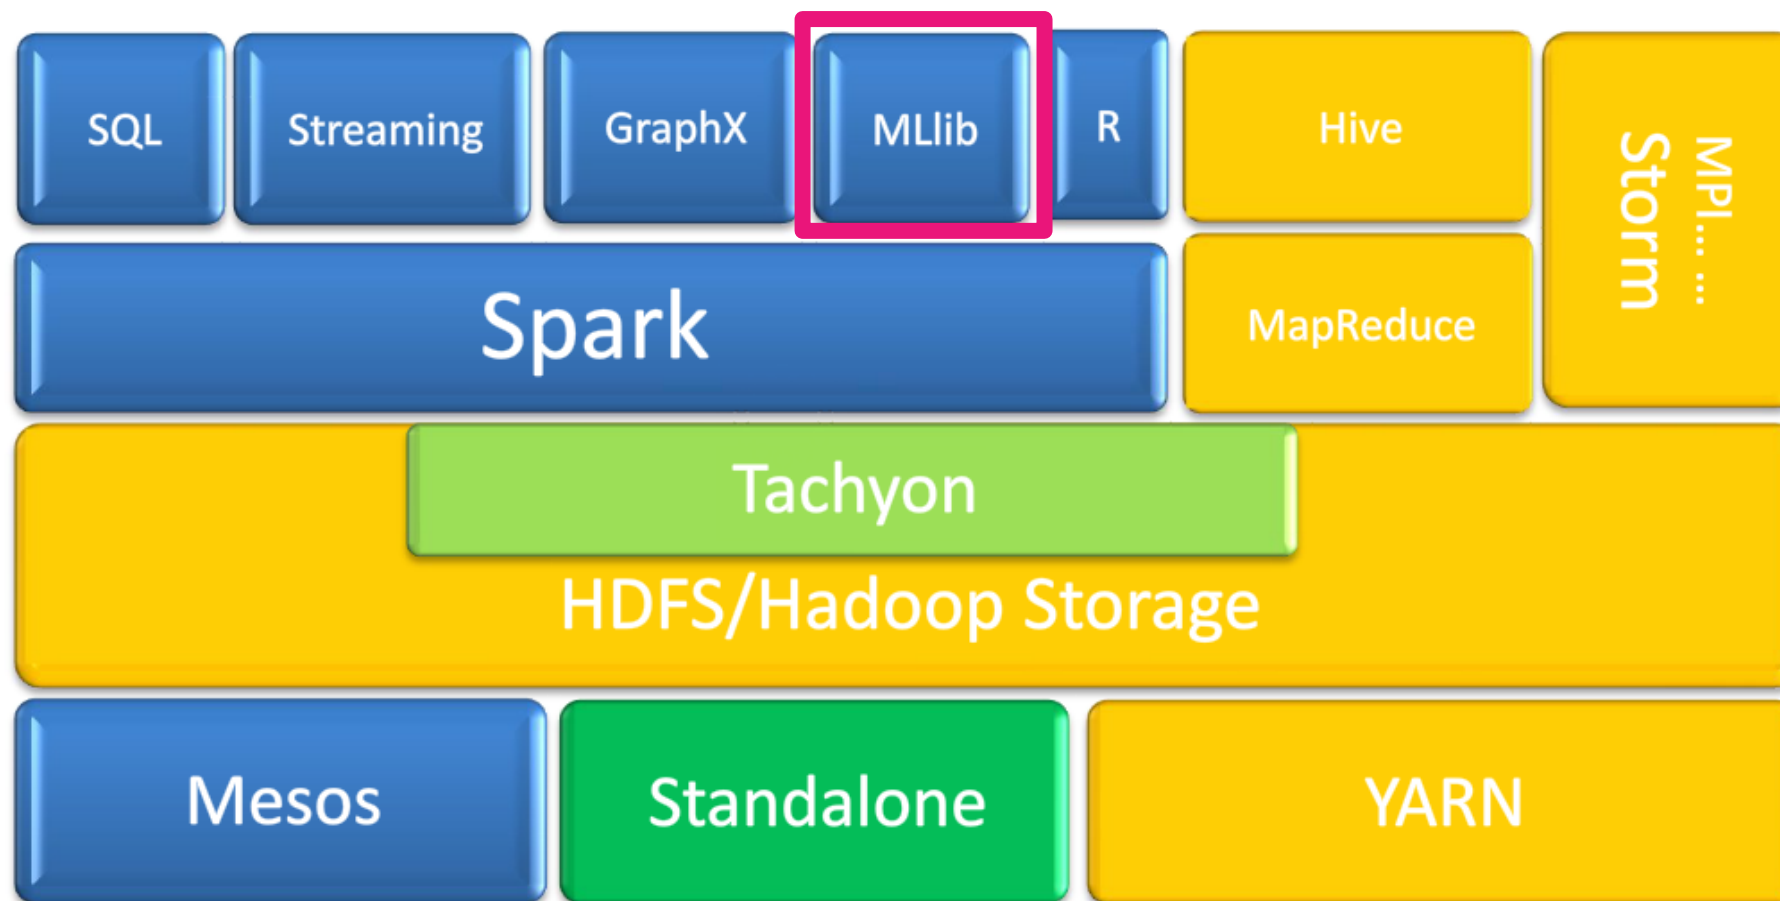 SQL
Streaming
GraphX
MLlib
R
Hive
MPI... ...
Storm
Spark
MapReduce
Tachyon
HDFS/Hadoop Storage
Mesos
Standalone
YARN